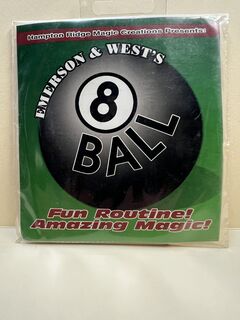 Hampton Ridge Magic Creations Presents:
EMERSON & WEST'S
8
BALL
Fun Routine!
Amazing Magic!